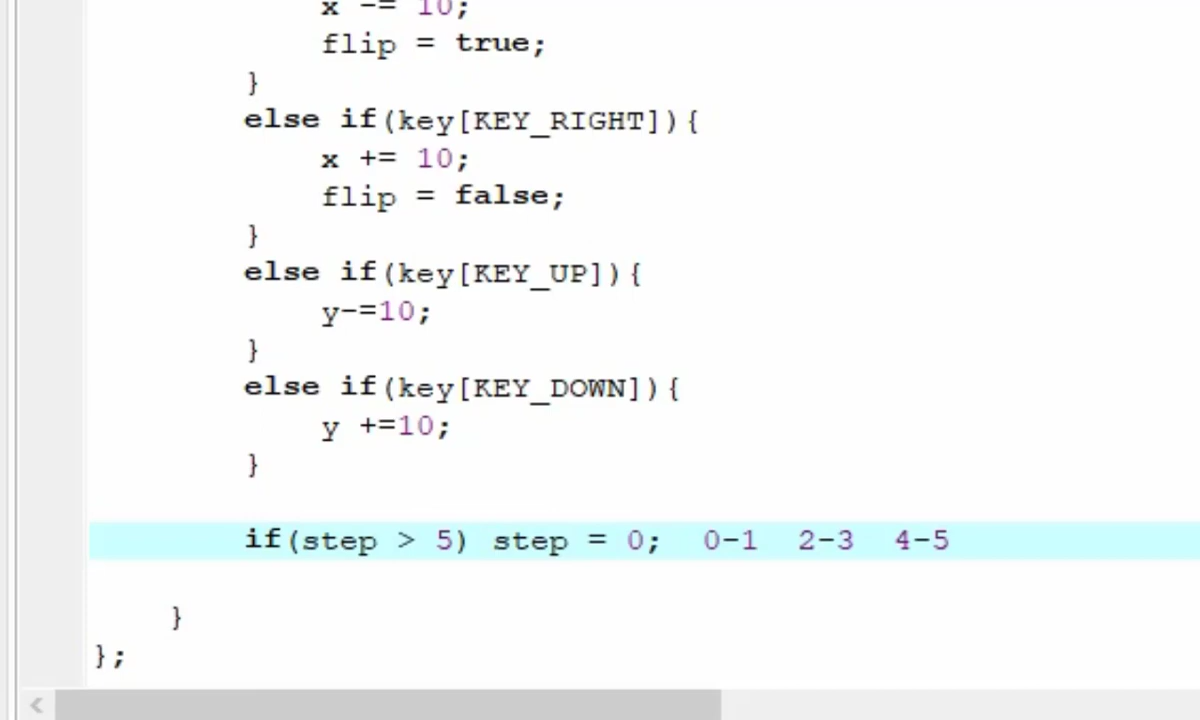 x -= 10;
flip = true;
}
else if(key[KEY_RIGHT]){
x += 10;
flip = false;
}
else if(key[KEY_UP]){
y-=10;
}
else if(key[KEY_DOWN]){
y +=10;
}
if(step > 5) step = 0; 0-1 2-3 4-5
}
};